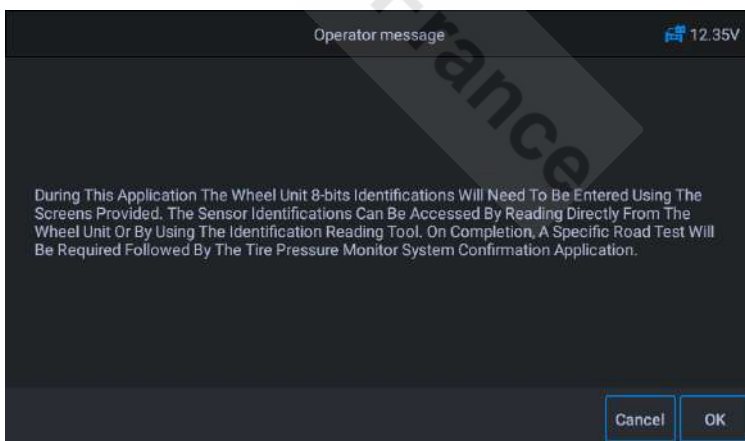 Operator message
12.35V
France
During This Application The Wheel Unit 8-bits Identifications Will Need To Be Entered Using The
Screens Provided. The Sensor Identifications Can Be Accessed By Reading Directly From The
Wheel Unit Or By Using The Identification Reading Tool. On Completion, A Specific Road Test Will
Be Required Followed By The Tire Pressure Monitor System Confirmation Application.
Cancel
OK